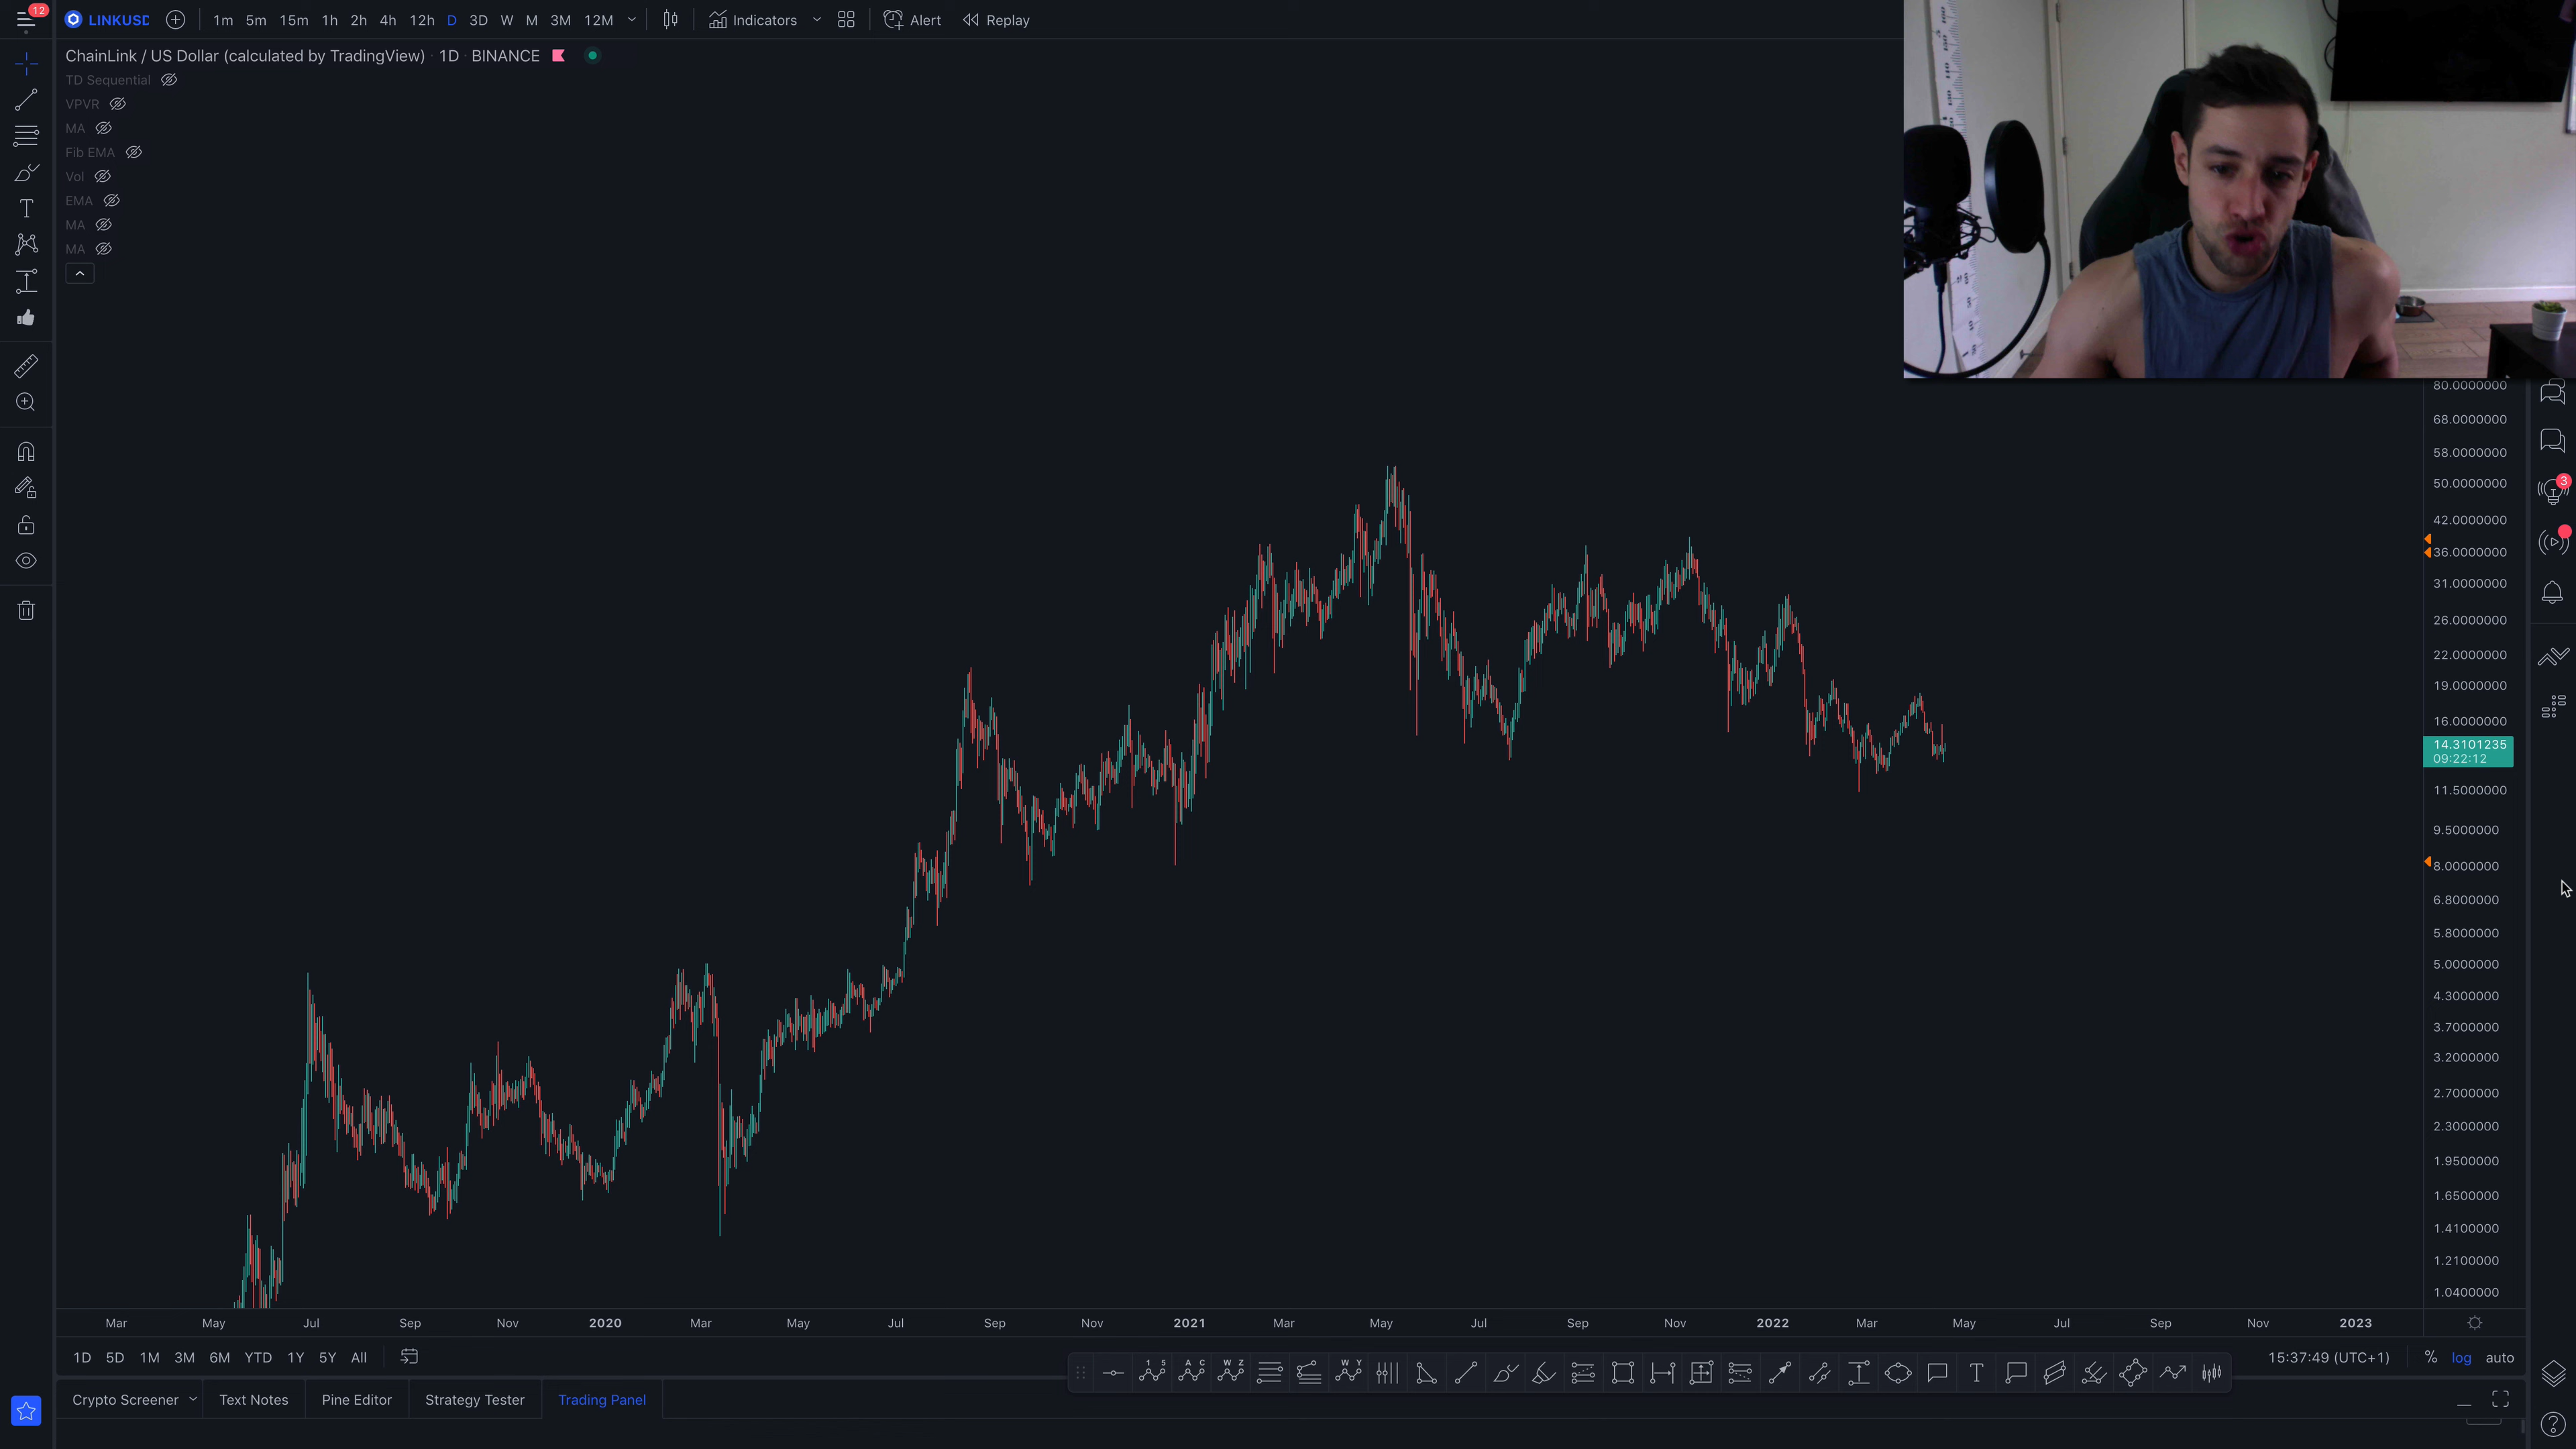 12
LINKUSD
1m 5m 15m 1h 2h 4h 12h D 3D W M 3M 12M
Indicators
Alert
Replay
ChainLink / US Dollar (calculated by TradingView) · 1D · BINANCE
TD Sequential
VPVR
MA
Fib EMA
Vol
EMA
MA
MA
80.0000000
68.0000000
58.0000000
50.0000000
42.0000000
36.0000000
31.0000000
26.0000000
22.0000000
19.0000000
16.0000000
14.3101235
09:22:12
11.5000000
9.5000000
8.0000000
6.8000000
5.8000000
5.0000000
4.3000000
3.7000000
3.2000000
2.7000000
2.3000000
1.9500000
1.6500000
1.4100000
1.2100000
1.0400000
3
Mar May Jul Sep Nov 2020 Mar May Jul Sep Nov 2021 Mar May Jul Sep Nov 2022 Mar May Jul Sep Nov 2023
1D 5D 1M 3M 6M YTD 1Y 5Y All
1 5
A C
W Z
W Y
T
15:37:49 (UTC+1)
% log auto
Crypto Screener Text Notes Pine Editor Strategy Tester Trading Panel